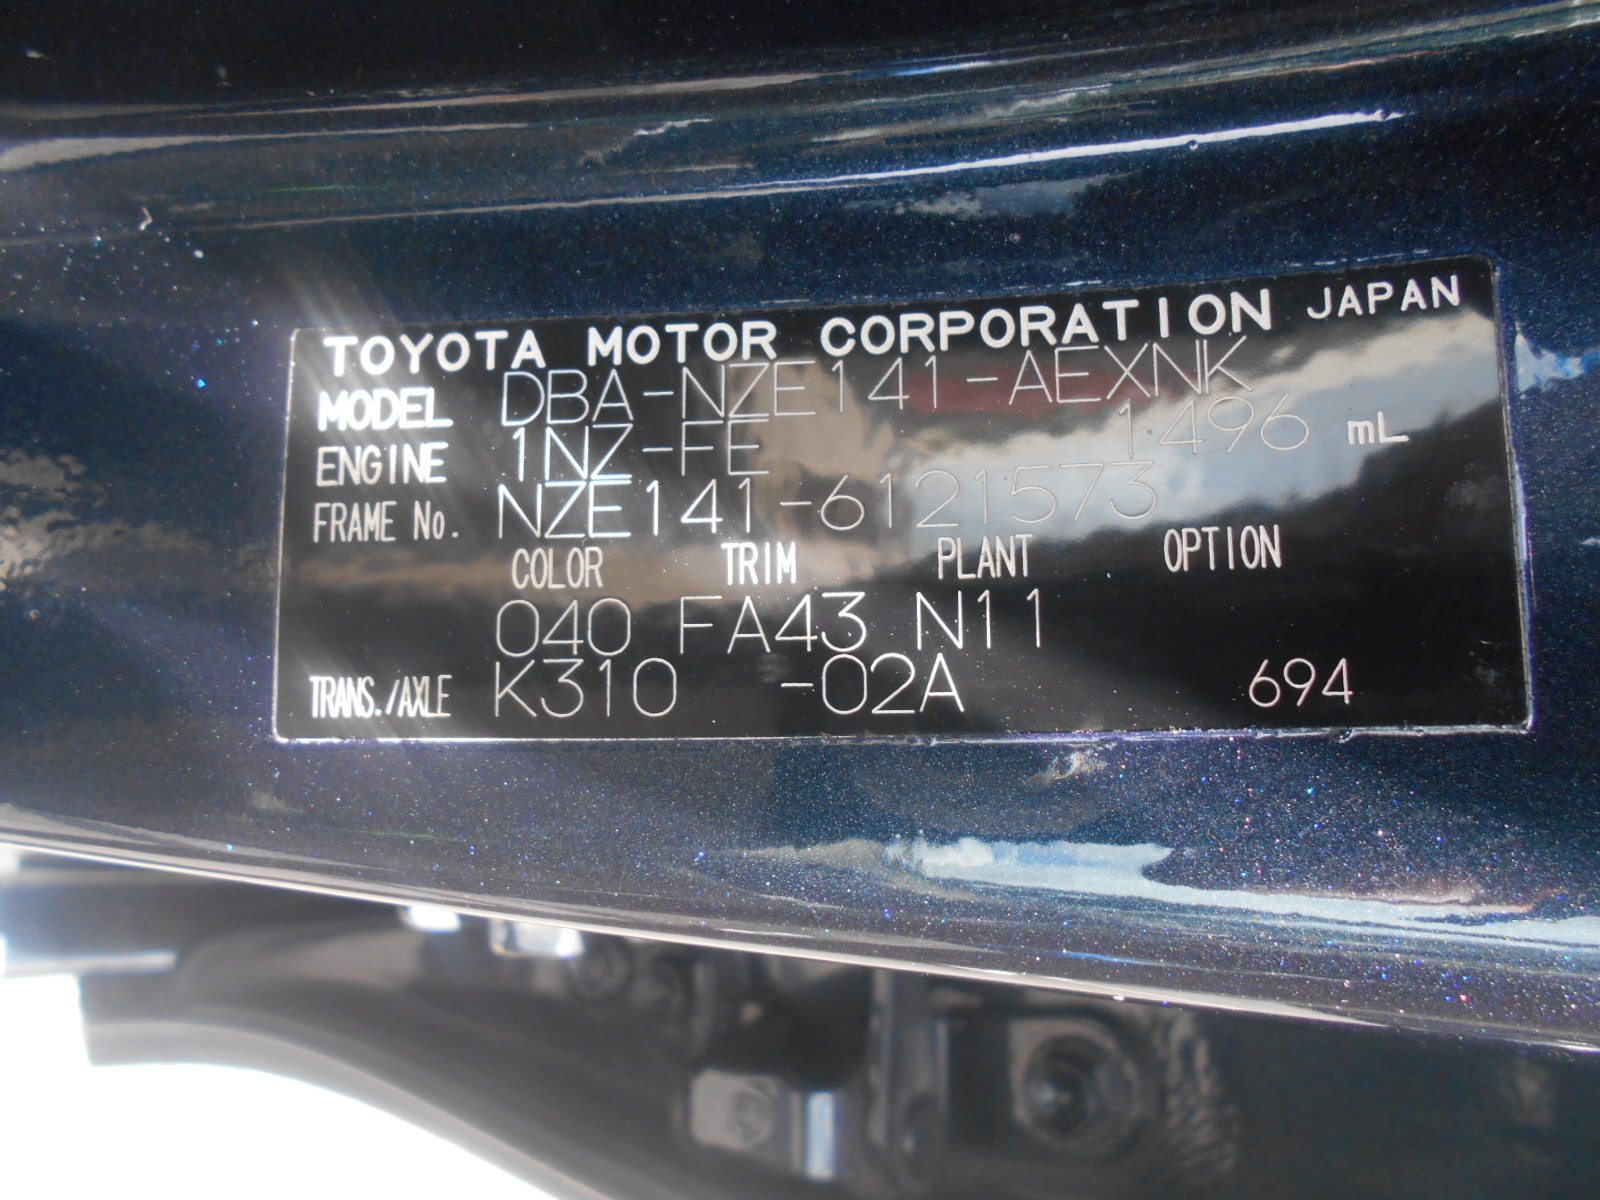 TOYOTA MOTOR CORPORATION JAPAN
MODEL DBA-NZE141-AEXNK
ENGINE 1NZ-FE 1496 mL
FRAME No. NZE141-6121573
COLOR TRIM PLANT OPTION
040 FA43 N11
TRANS./AXLE K310 -02A 694